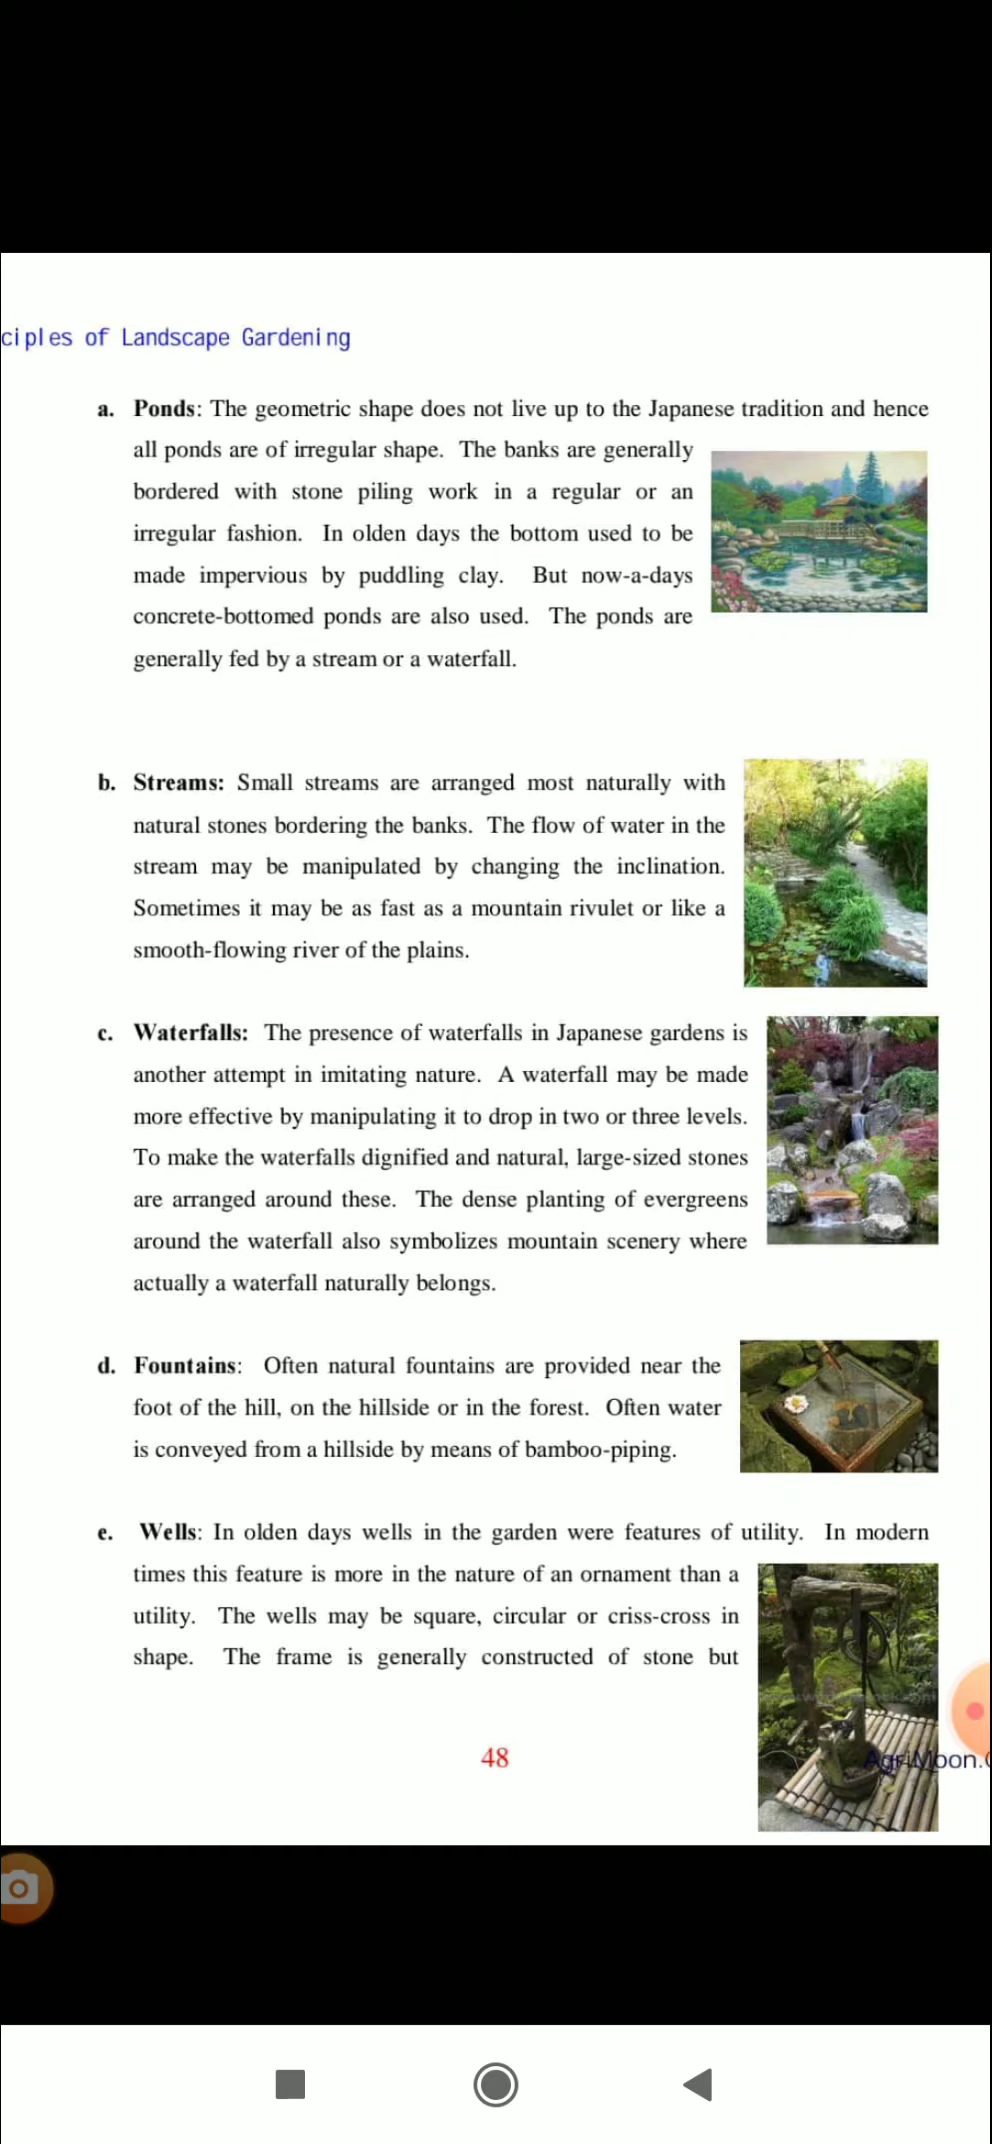 ciples of Landscape Gardening
a. Ponds: The geometric shape does not live up to the Japanese tradition and hence
all ponds are of irregular shape. The banks are generally
bordered with stone piling work in a regular or an
irregular fashion. In olden days the bottom used to be
made impervious by puddling clay. But now-a-days
concrete-bottomed ponds are also used. The ponds are
generally fed by a stream or a waterfall.
b. Streams: Small streams are arranged most naturally with
natural stones bordering the banks. The flow of water in the
stream may be manipulated by changing the inclination.
Sometimes it may be as fast as a mountain rivulet or like a
smooth-flowing river of the plains.
c. Waterfalls: The presence of waterfalls in Japanese gardens is
another attempt in imitating nature. A waterfall may be made
more effective by manipulating it to drop in two or three levels.
To make the waterfalls dignified and natural, large-sized stones
are arranged around these. The dense planting of evergreens
around the waterfall also symbolizes mountain scenery where
actually a waterfall naturally belongs.
d. Fountains: Often natural fountains are provided near the
foot of the hill, on the hillside or in the forest. Often water
is conveyed from a hillside by means of bamboo-piping.
e. Wells: In olden days wells in the garden were features of utility. In modern
times this feature is more in the nature of an ornament than a
utility. The wells may be square, circular or criss-cross in
shape. The frame is generally constructed of stone but
48
AgriMoon.